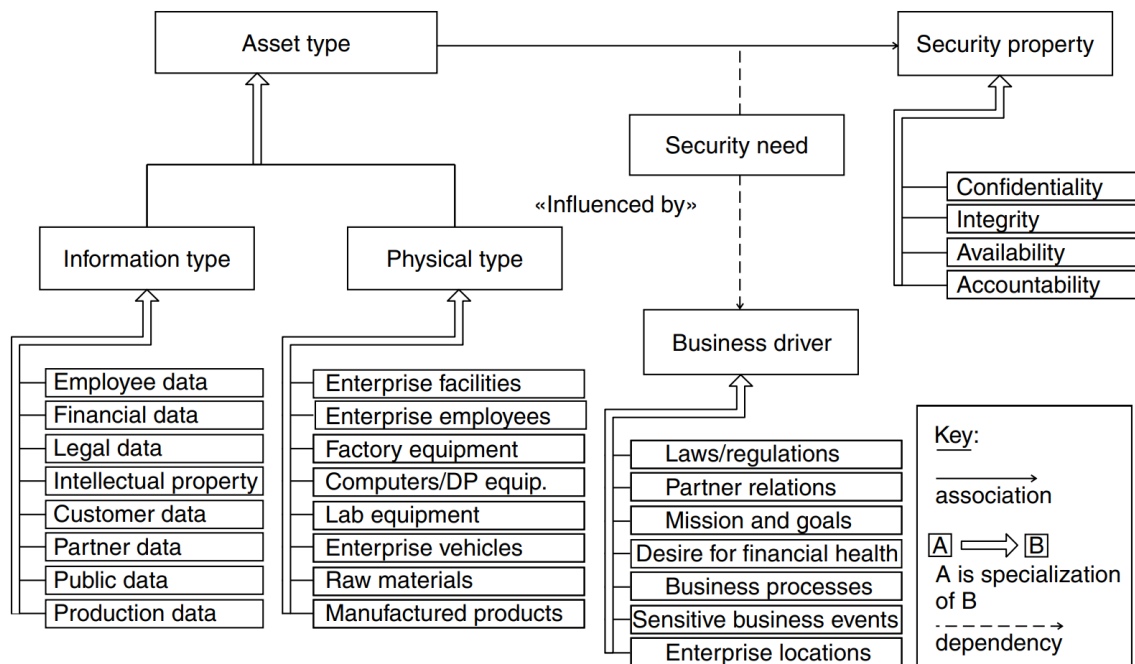 Asset type
Security property
Security need
«Influenced by»
Confidentiality
Integrity
Availability
Accountability
Information type
Physical type
Business driver
Employee data
Financial data
Legal data
Intellectual property
Customer data
Partner data
Public data
Production data
Enterprise facilities
Enterprise employees
Factory equipment
Computers/DP equip.
Lab equipment
Enterprise vehicles
Raw materials
Manufactured products
Laws/regulations
Partner relations
Mission and goals
Desire for financial health
Business processes
Sensitive business events
Enterprise locations
Key:
association
A B
A is specialization
of B
dependency